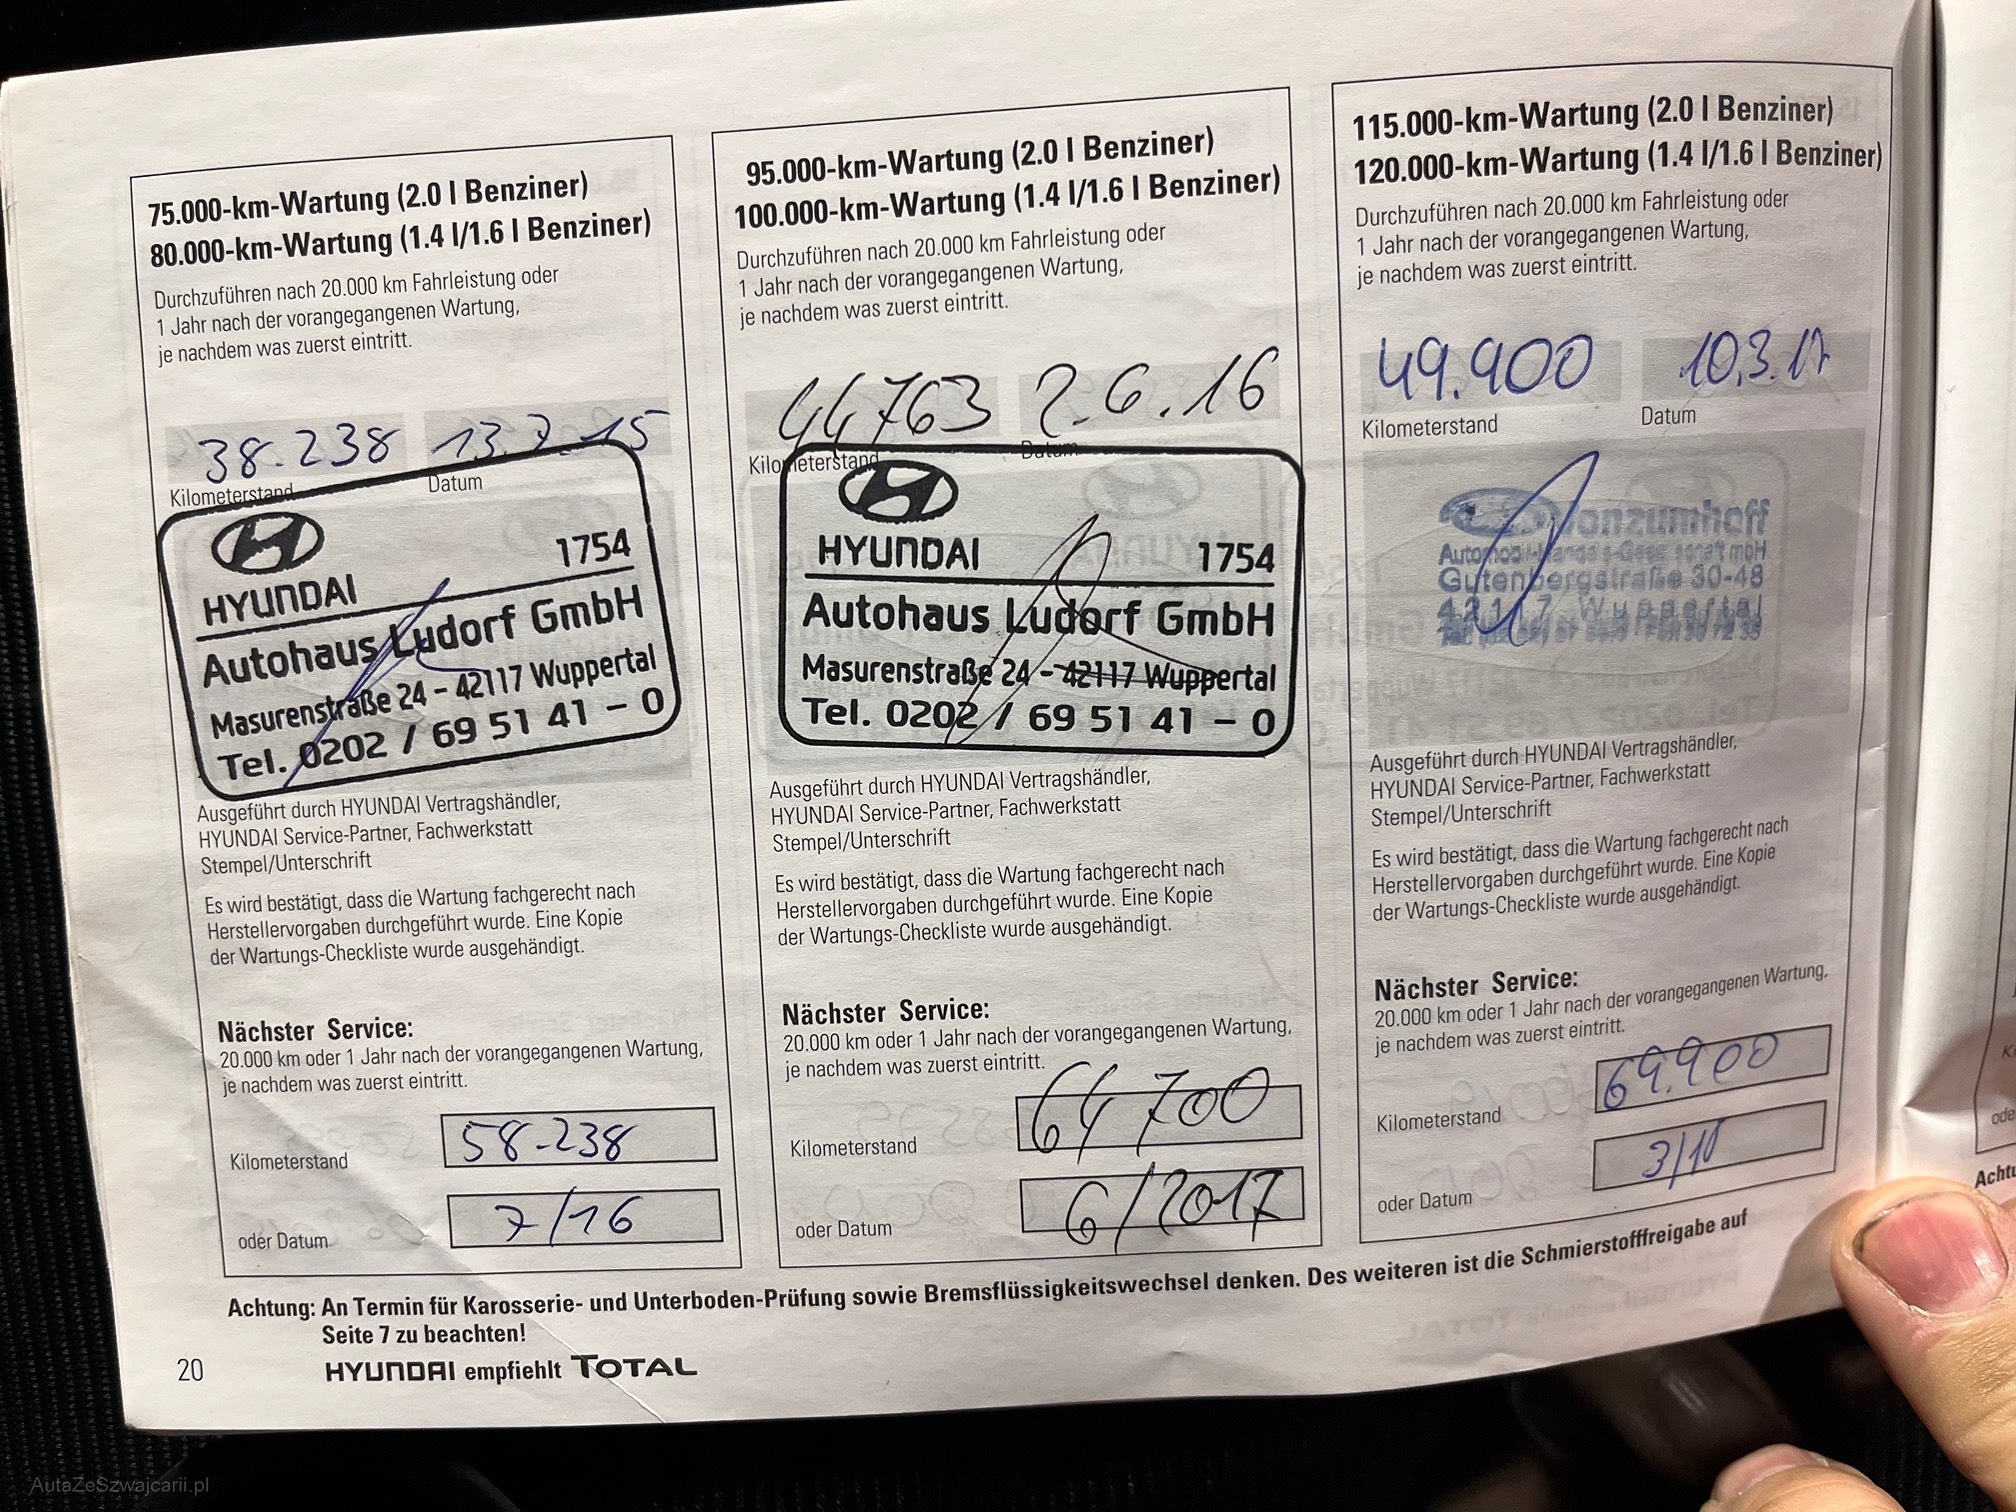 75.000-km-Wartung (2.0 l Benziner)
80.000-km-Wartung (1.4 l/1.6 l Benziner)
Durchzuführen nach 20.000 km Fahrleistung oder
1 Jahr nach der vorangegangenen Wartung,
je nachdem was zuerst eintritt.
38.238 13.7.15
Kilometerstand Datum
HYUNDAI 1754
Autohaus Ludorf GmbH
Masurenstraße 24 – 42117 Wuppertal
Tel. 0202 / 69 51 41 – 0
Ausgeführt durch HYUNDAI Vertragshändler,
HYUNDAI Service-Partner, Fachwerkstatt
Stempel/Unterschrift
Es wird bestätigt, dass die Wartung fachgerecht nach
Herstellervorgaben durchgeführt wurde. Eine Kopie
der Wartungs-Checkliste wurde ausgehändigt.
Nächster Service:
20.000 km oder 1 Jahr nach der vorangegangenen Wartung,
je nachdem was zuerst eintritt.
Kilometerstand 58.238
oder Datum 7/16
95.000-km-Wartung (2.0 l Benziner)
100.000-km-Wartung (1.4 l/1.6 l Benziner)
Durchzuführen nach 20.000 km Fahrleistung oder
1 Jahr nach der vorangegangenen Wartung,
je nachdem was zuerst eintritt.
44763 2.6.16
Kilometerstand Datum
HYUNDAI 1754
Autohaus Ludorf GmbH
Masurenstraße 24 – 42117 Wuppertal
Tel. 0202 / 69 51 41 – 0
Ausgeführt durch HYUNDAI Vertragshändler,
HYUNDAI Service-Partner, Fachwerkstatt
Stempel/Unterschrift
Es wird bestätigt, dass die Wartung fachgerecht nach
Herstellervorgaben durchgeführt wurde. Eine Kopie
der Wartungs-Checkliste wurde ausgehändigt.
Nächster Service:
20.000 km oder 1 Jahr nach der vorangegangenen Wartung,
je nachdem was zuerst eintritt.
Kilometerstand 64700
oder Datum 6/2017
115.000-km-Wartung (2.0 l Benziner)
120.000-km-Wartung (1.4 l/1.6 l Benziner)
Durchzuführen nach 20.000 km Fahrleistung oder
1 Jahr nach der vorangegangenen Wartung,
je nachdem was zuerst eintritt.
49.900 10.3.17
Kilometerstand Datum
Gutenbergstraße 30-48
Wuppertal
Ausgeführt durch HYUNDAI Vertragshändler,
HYUNDAI Service-Partner, Fachwerkstatt
Stempel/Unterschrift
Es wird bestätigt, dass die Wartung fachgerecht nach
Herstellervorgaben durchgeführt wurde. Eine Kopie
der Wartungs-Checkliste wurde ausgehändigt.
Nächster Service:
20.000 km oder 1 Jahr nach der vorangegangenen Wartung,
je nachdem was zuerst eintritt.
Kilometerstand 69.900
oder Datum 3/18
Achtung: An Termin für Karosserie- und Unterboden-Prüfung sowie Bremsflüssigkeitswechsel denken. Des weiteren ist die Schmierstofffreigabe auf
Seite 7 zu beachten!
20 HYUNDAI empfiehlt TOTAL
AutaZeSzwajcarii.pl